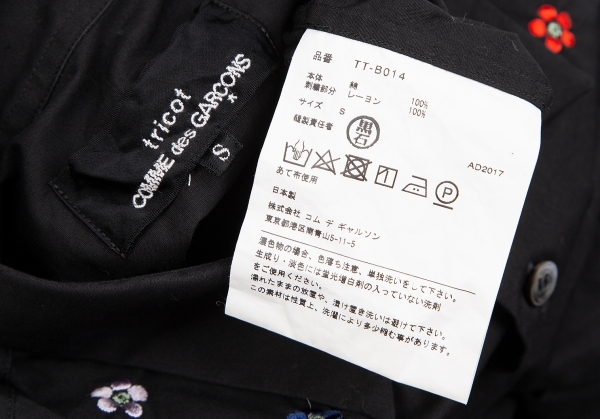 tricot
COMME des GARÇONS
*
S
品番 TT-B014
本体 綿 100%
刺繍部分 レーヨン 100%
サイズ S
縫製責任者 黒石
P
AD2017
あて布使用
日本製
株式会社 コム デ ギャルソン
東京都港区南青山5-11-5
濃色物の場合、色落ち注意、単独洗いをして下さい。
生成り・淡色には蛍光増白剤の入っていない洗剤
をご使用ください。
濡れたままの放置や、漬け置き洗いは避けて下さい。
この素材は性質上、洗濯により多少縮む事が有ります。